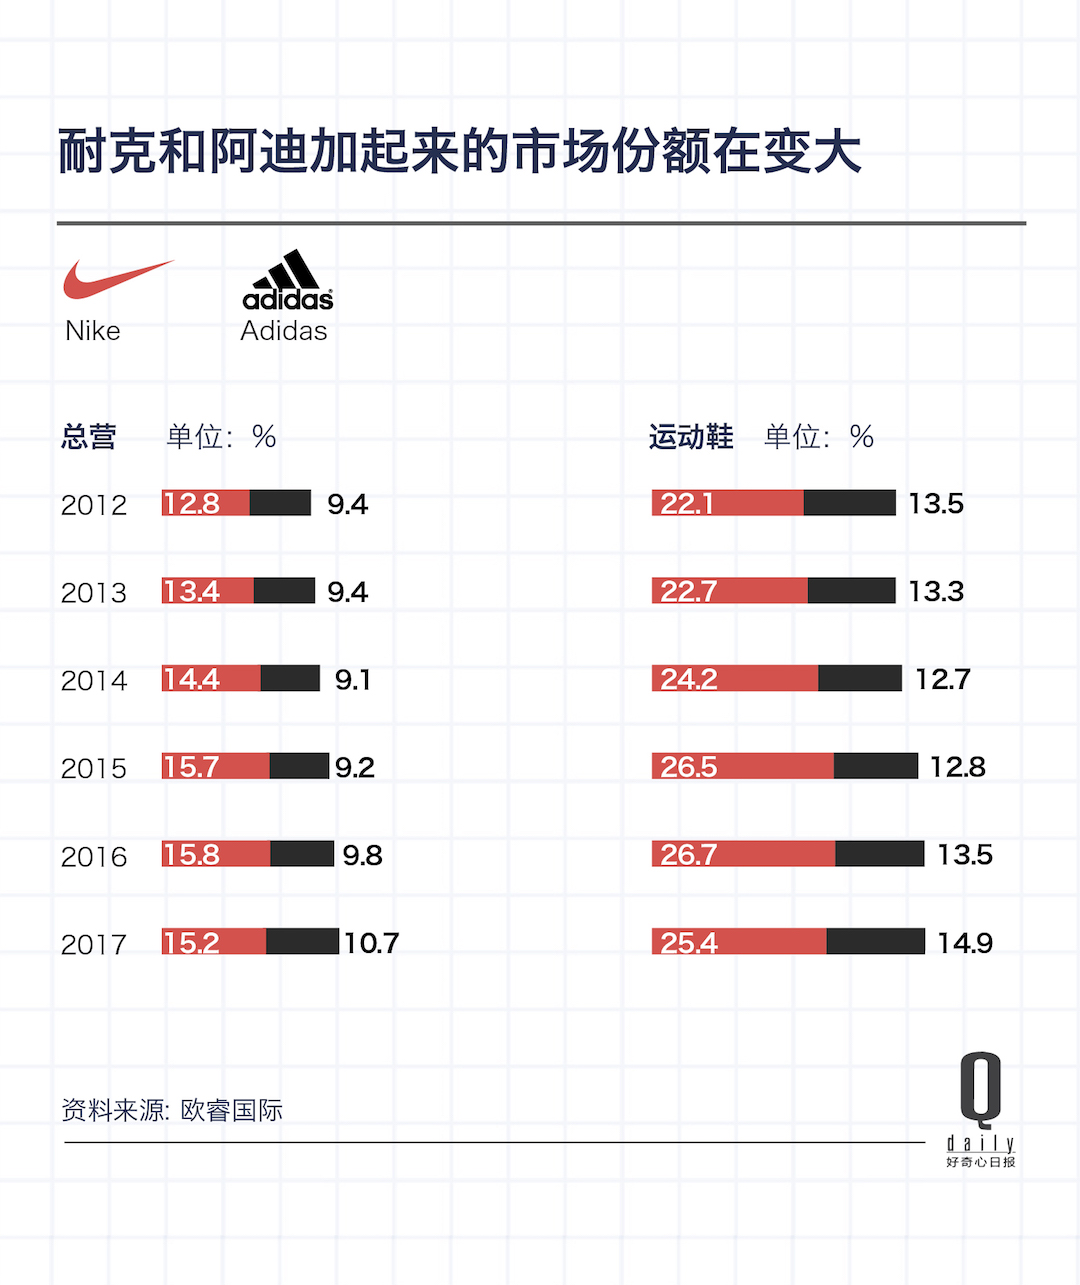 耐克和阿迪加起来的市场份额在变大
adidas®
Nike Adidas
总营 单位：% 运动鞋 单位：%
2012 12.8 9.4 22.1 13.5
2013 13.4 9.4 22.7 13.3
2014 14.4 9.1 24.2 12.7
2015 15.7 9.2 26.5 12.8
2016 15.8 9.8 26.7 13.5
2017 15.2 10.7 25.4 14.9
资料来源: 欧睿国际
Q
daily
好奇心日报